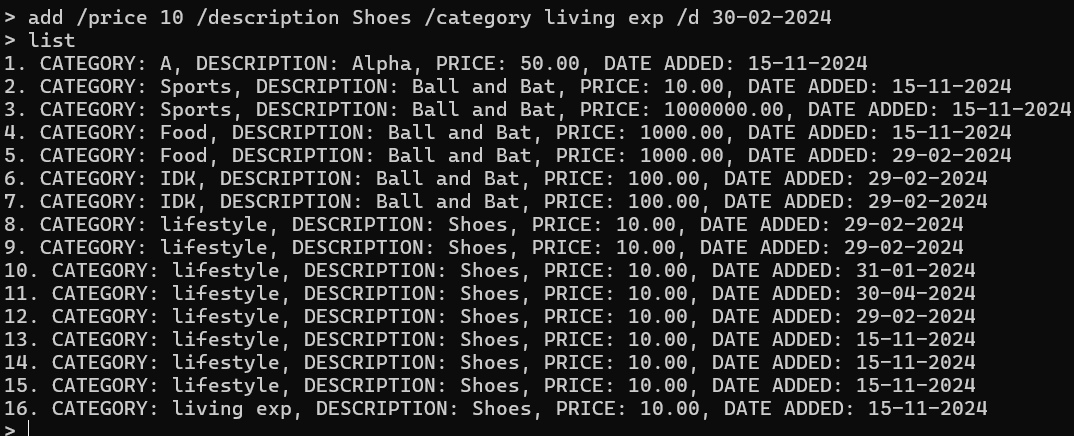 > add /price 10 /description Shoes /category living exp /d 30-02-2024
> list
1. CATEGORY: A, DESCRIPTION: Alpha, PRICE: 50.00, DATE ADDED: 15-11-2024
2. CATEGORY: Sports, DESCRIPTION: Ball and Bat, PRICE: 10.00, DATE ADDED: 15-11-2024
3. CATEGORY: Sports, DESCRIPTION: Ball and Bat, PRICE: 1000000.00, DATE ADDED: 15-11-2024
4. CATEGORY: Food, DESCRIPTION: Ball and Bat, PRICE: 1000.00, DATE ADDED: 15-11-2024
5. CATEGORY: Food, DESCRIPTION: Ball and Bat, PRICE: 1000.00, DATE ADDED: 29-02-2024
6. CATEGORY: IDK, DESCRIPTION: Ball and Bat, PRICE: 100.00, DATE ADDED: 29-02-2024
7. CATEGORY: IDK, DESCRIPTION: Ball and Bat, PRICE: 100.00, DATE ADDED: 29-02-2024
8. CATEGORY: lifestyle, DESCRIPTION: Shoes, PRICE: 10.00, DATE ADDED: 29-02-2024
9. CATEGORY: lifestyle, DESCRIPTION: Shoes, PRICE: 10.00, DATE ADDED: 29-02-2024
10. CATEGORY: lifestyle, DESCRIPTION: Shoes, PRICE: 10.00, DATE ADDED: 31-01-2024
11. CATEGORY: lifestyle, DESCRIPTION: Shoes, PRICE: 10.00, DATE ADDED: 30-04-2024
12. CATEGORY: lifestyle, DESCRIPTION: Shoes, PRICE: 10.00, DATE ADDED: 29-02-2024
13. CATEGORY: lifestyle, DESCRIPTION: Shoes, PRICE: 10.00, DATE ADDED: 15-11-2024
14. CATEGORY: lifestyle, DESCRIPTION: Shoes, PRICE: 10.00, DATE ADDED: 15-11-2024
15. CATEGORY: lifestyle, DESCRIPTION: Shoes, PRICE: 10.00, DATE ADDED: 15-11-2024
16. CATEGORY: living exp, DESCRIPTION: Shoes, PRICE: 10.00, DATE ADDED: 15-11-2024
>